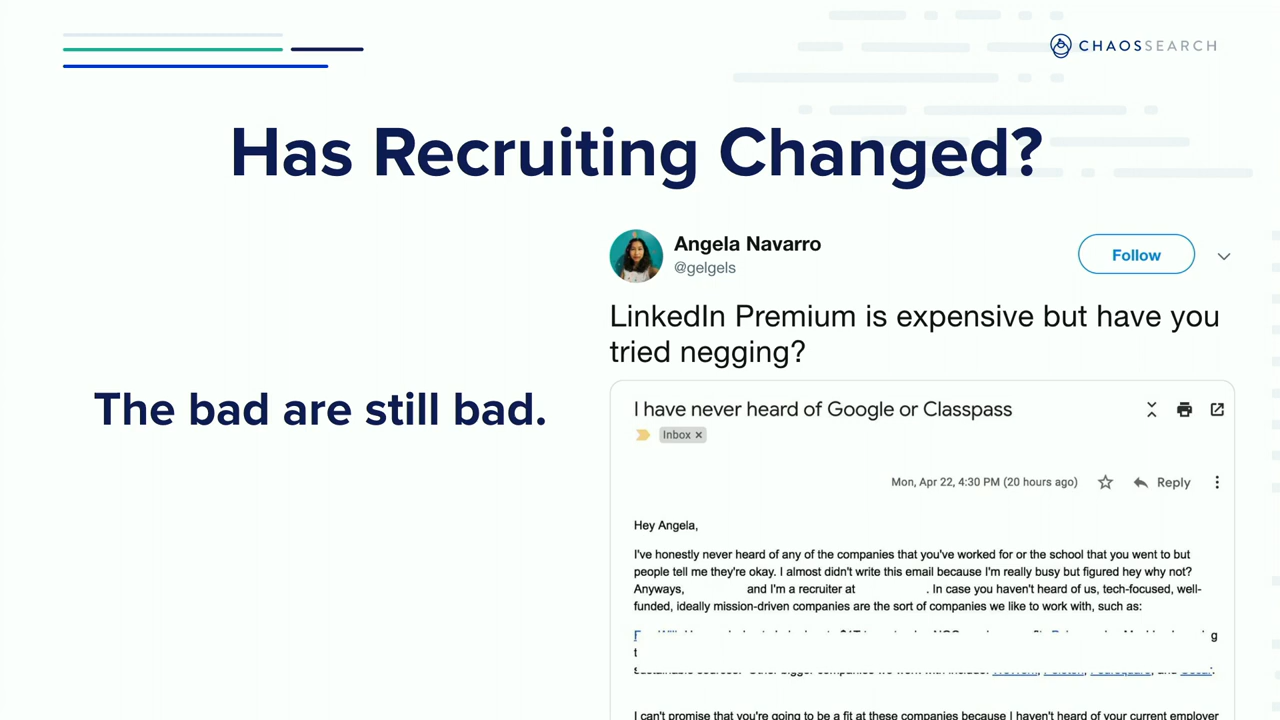 CHAOSSEARCH
Has Recruiting Changed?
The bad are still bad.
Angela Navarro
@gelgels
Follow
LinkedIn Premium is expensive but have you
tried negging?
I have never heard of Google or Classpass
Inbox ×
Mon, Apr 22, 4:30 PM (20 hours ago)
Reply
Hey Angela,
I've honestly never heard of any of the companies that you've worked for or the school that you went to but
people tell me they're okay. I almost didn't write this email because I'm really busy but figured hey why not?
Anyways, and I'm a recruiter at . In case you haven't heard of us, tech-focused, well-
funded, ideally mission-driven companies are the sort of companies we like to work with, such as:
I can't promise that you're going to be a fit at these companies because I haven't heard of your current employer